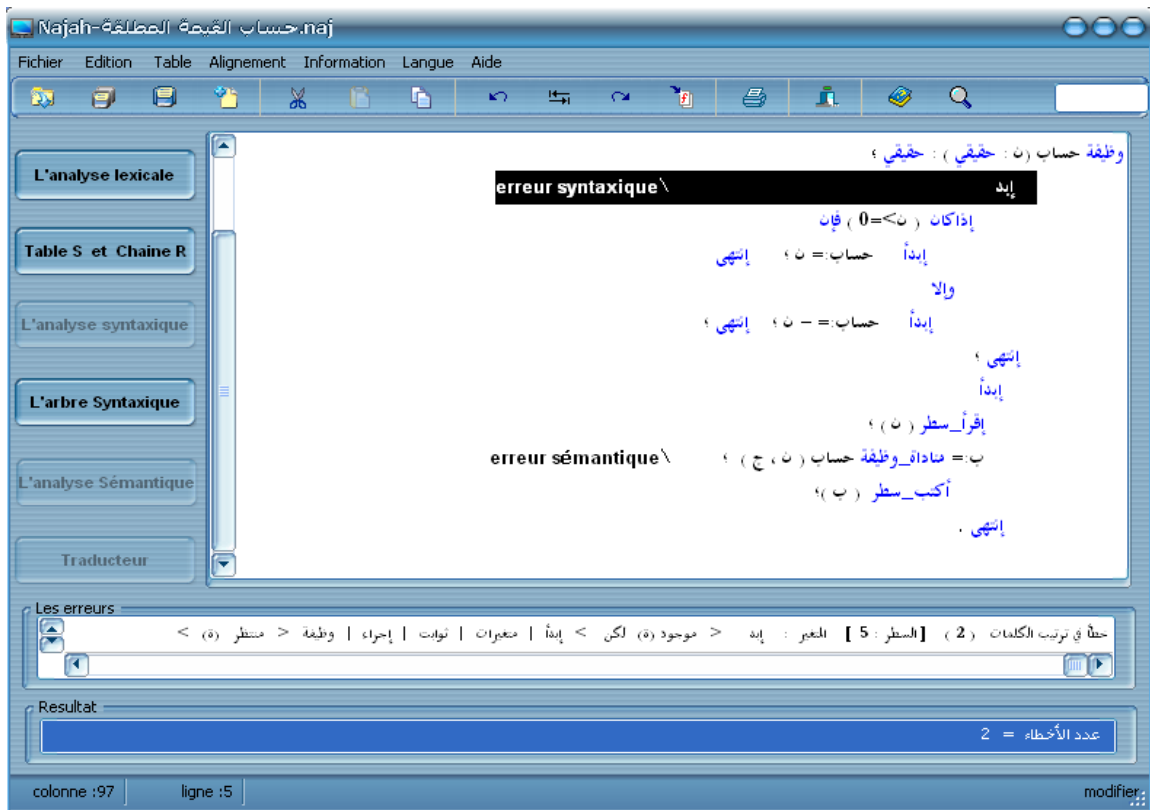 حساب القيمة المطلقة-Najah.naj
Fichier Edition Table Alignement Information Langue Aide
L'analyse lexicale
Table S et Chaine R
L'analyse syntaxique
L'arbre Syntaxique
L'analyse Sémantique
Traducteur
وظيفة حساب (ن : حقيقي ) : حقيقي ؛
إبد \erreur syntaxique
إذاكان ( ن>=0 ) فإن
إبدأ حساب:= ن ؛ إنتهى
وإلا
إبدأ حساب:= – ن ؛ إنتهى ؛
إنتهى ؛
إبدأ
إقرأ_سطر ( ن ) ؛
ب:= مناداة_وظيفة حساب ( ن ، ج ) ؛ \erreur sémantique
أكتب_سطر ( ب )؛
إنتهى .
Les erreurs
خطأ في ترتيب الكلمات ( 2 ) [السطر : 5 ] المتغير : إبد > موجود (ة) لكن < إبدأ | متغيرات | ثوابت | إجراء | وظيفة > منتظر (ة) <
Resultat
عدد الأخطاء = 2
colonne :97 ligne :5 modifier